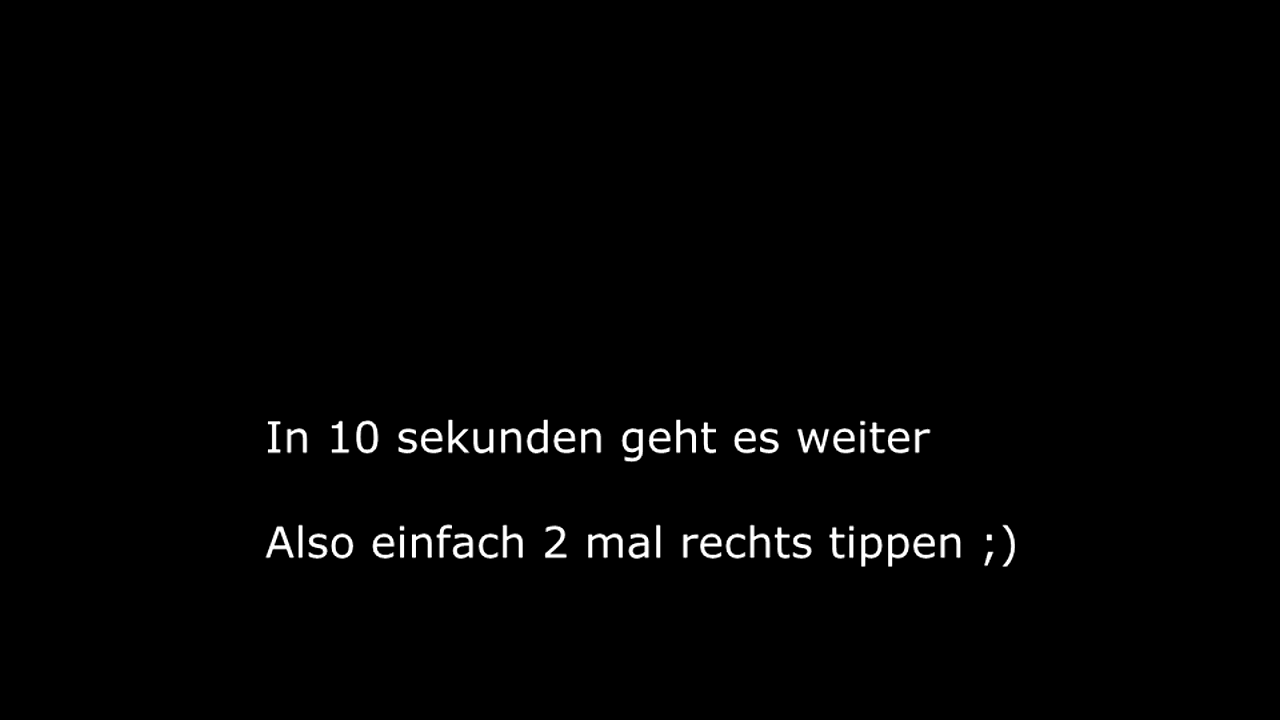 In 10 sekunden geht es weiter
Also einfach 2 mal rechts tippen ;)